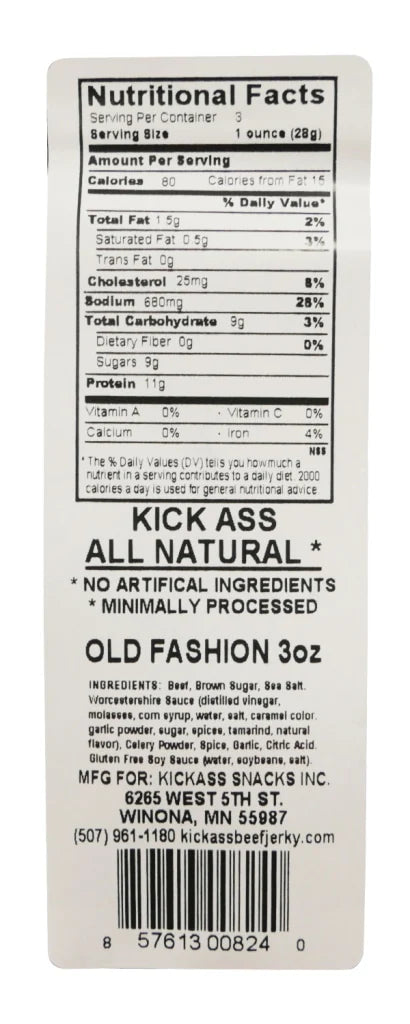 Nutritional Facts
Serving Per Container 3
Serving Size 1 ounce (28g)
Amount Per Serving
Calories 80 Calories from Fat 15
% Daily Value*
Total Fat 1.5g 2%
Saturated Fat 0.5g 3%
Trans Fat 0g
Cholesterol 25mg 8%
Sodium 680mg 28%
Total Carbohydrate 9g 3%
Dietary Fiber 0g 0%
Sugars 9g
Protein 11g
Vitamin A 0% · Vitamin C 0%
Calcium 0% · Iron 4%
NSS
* The % Daily Values (DV) tells you how much a
nutrient in a serving contributes to a daily diet. 2000
calories a day is used for general nutritional advice
KICK ASS
ALL NATURAL *
* NO ARTIFICAL INGREDIENTS
* MINIMALLY PROCESSED
OLD FASHION 3oz
INGREDIENTS: Beef, Brown Sugar, Sea Salt.
Worcestershire Sauce (distilled vinegar,
molasses, corn syrup, water, salt, caramel color.
garlic powder, sugar, spices, tamarind, natural
flavor), Celery Powder, Spice, Garlic, Citric Acid.
Gluten Free Soy Sauce (water, soybeans, salt).
MFG FOR: KICKASS SNACKS INC.
6265 WEST 5TH ST.
WINONA, MN 55987
(507) 961-1180 kickassbeefjerky.com
8 57613 00824 0